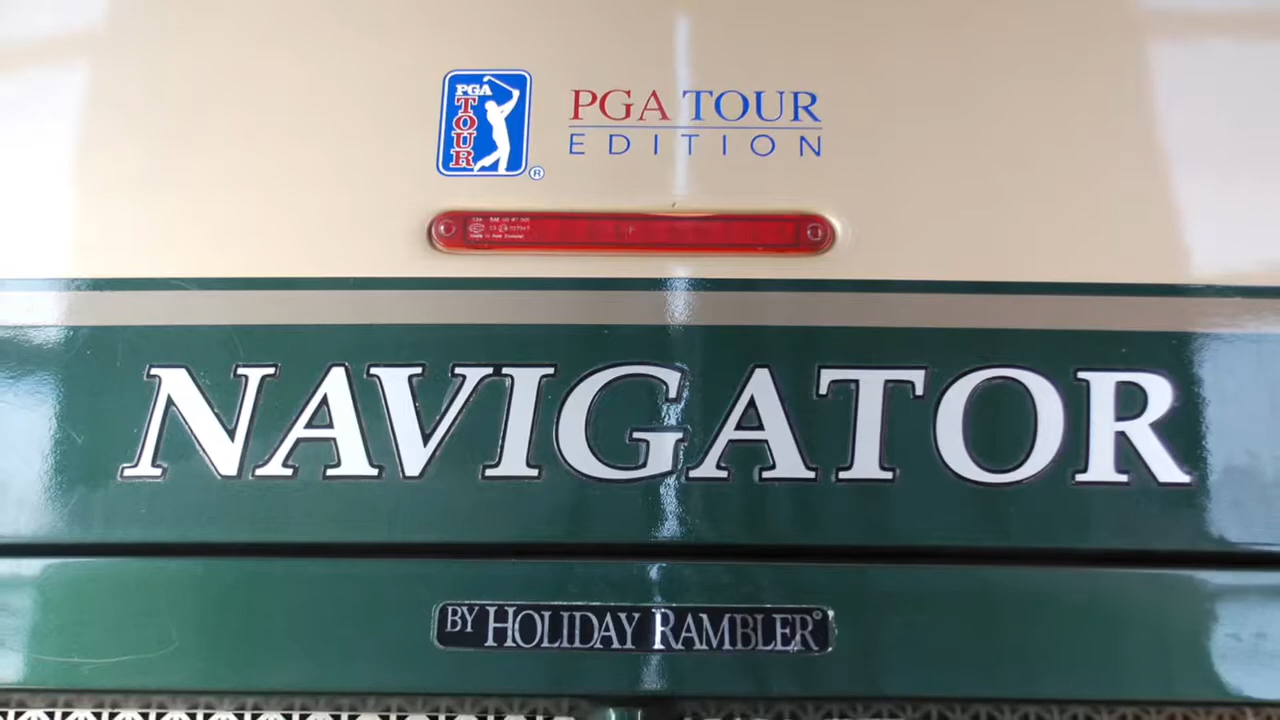 PGA
TOUR
®
PGA TOUR
EDITION
NAVIGATOR
BY HOLIDAY RAMBLER®